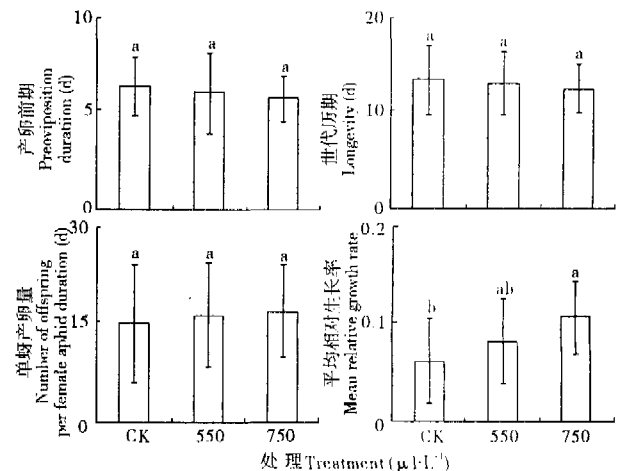 产卵前期
Preoviposition
duration (d)
10
5
0
a
a
a
世代历期
Longevity (d)
20
10
0
a
a
a
单蚜产卵量
Number of offspring
per female aphid duration (d)
30
15
0
a
a
a
CK
550
750
平均相对生长率
Mean relative growth rate
0.2
0.1
0
b
ab
a
CK
550
750
处 理 Treatment (μl·L⁻¹)